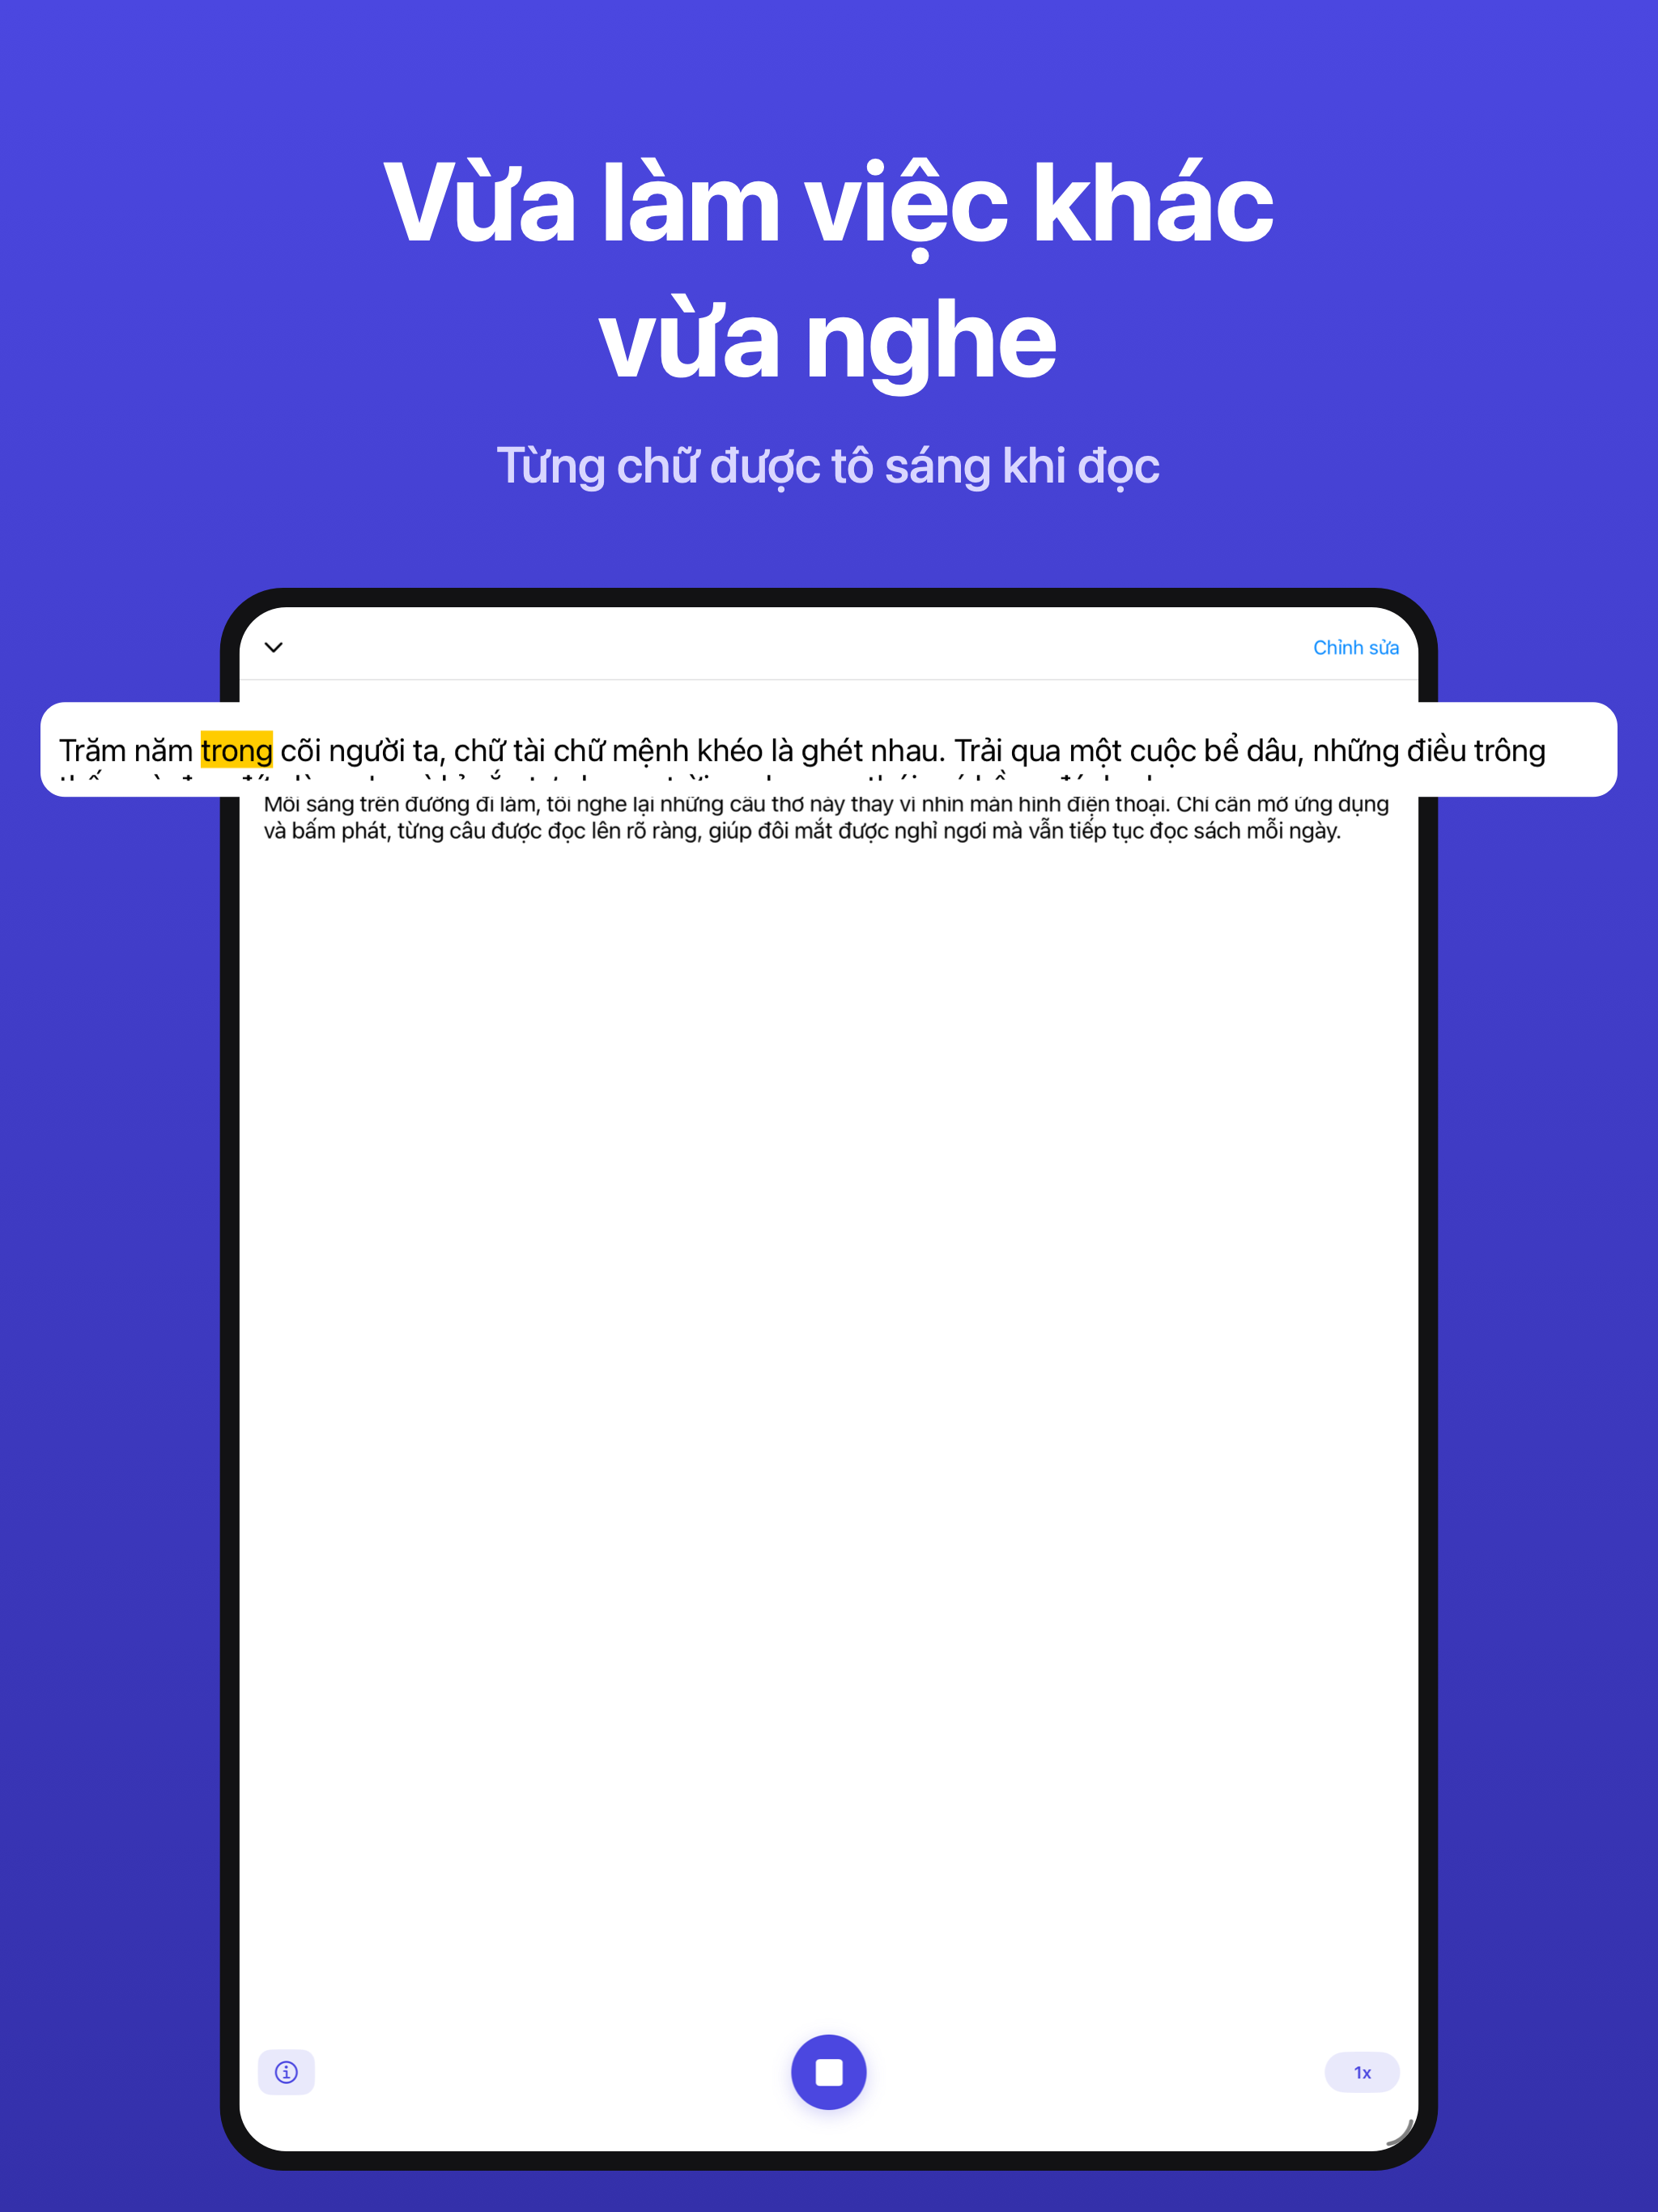 Vừa làm việc khác
vừa nghe
Từng chữ được tô sáng khi đọc
Chỉnh sửa
Trăm năm trong cõi người ta, chữ tài chữ mệnh khéo là ghét nhau. Trải qua một cuộc bể dâu, những điều trông
Mỗi sáng trên đường đi làm, tôi nghe lại những câu thơ này thay vì nhìn màn hình điện thoại. Chỉ cần mở ứng dụng
và bấm phát, từng câu được đọc lên rõ ràng, giúp đôi mắt được nghỉ ngơi mà vẫn tiếp tục đọc sách mỗi ngày.
1x